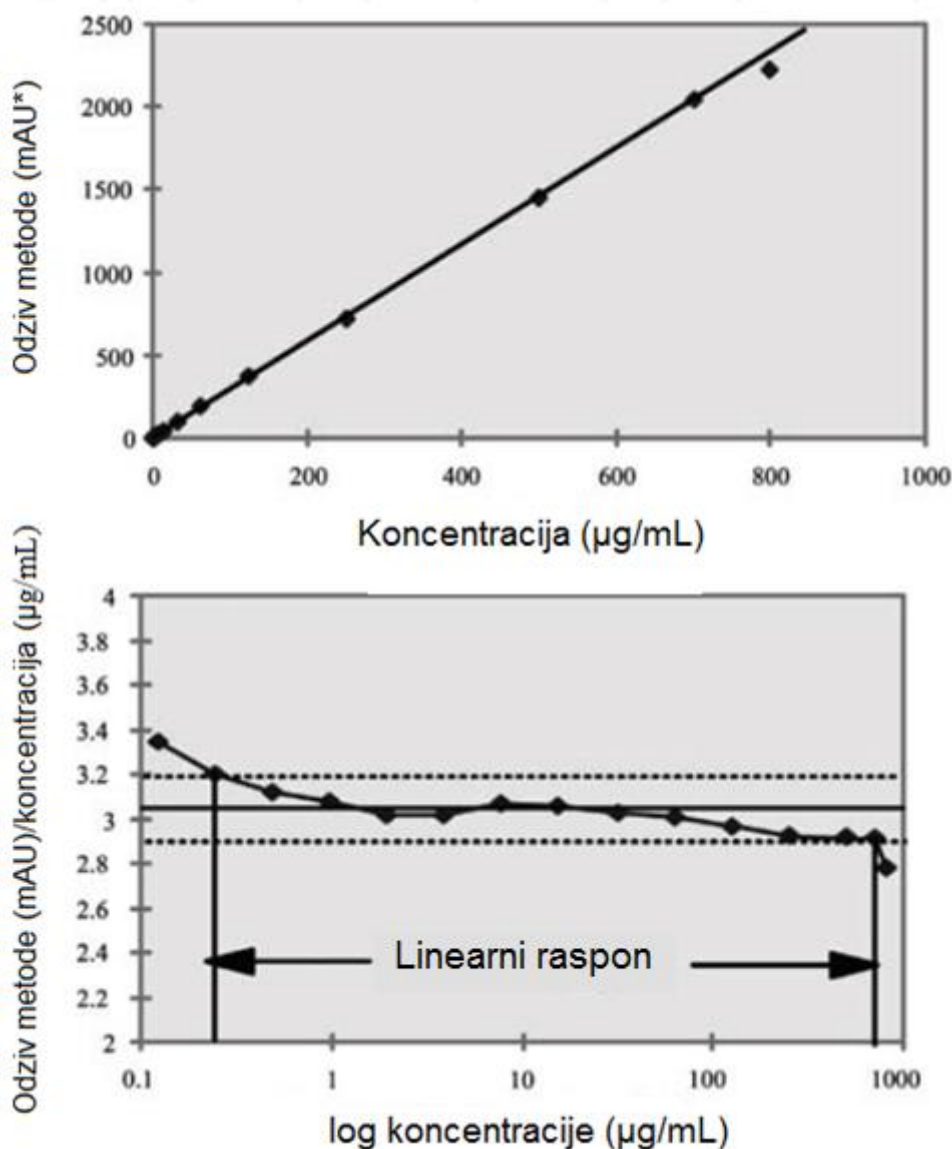 Odziv metode (mAU*)
2500
2000
1500
1000
500
0
0 200 400 600 800 1000
Koncentracija (µg/mL)
Odziv metode (mAU)/koncentracija (µg/mL)
4
3.8
3.6
3.4
3.2
3
2.8
2.6
2.4
2.2
2
Linearni raspon
0.1 1 10 100 1000
log koncentracije (µg/mL)